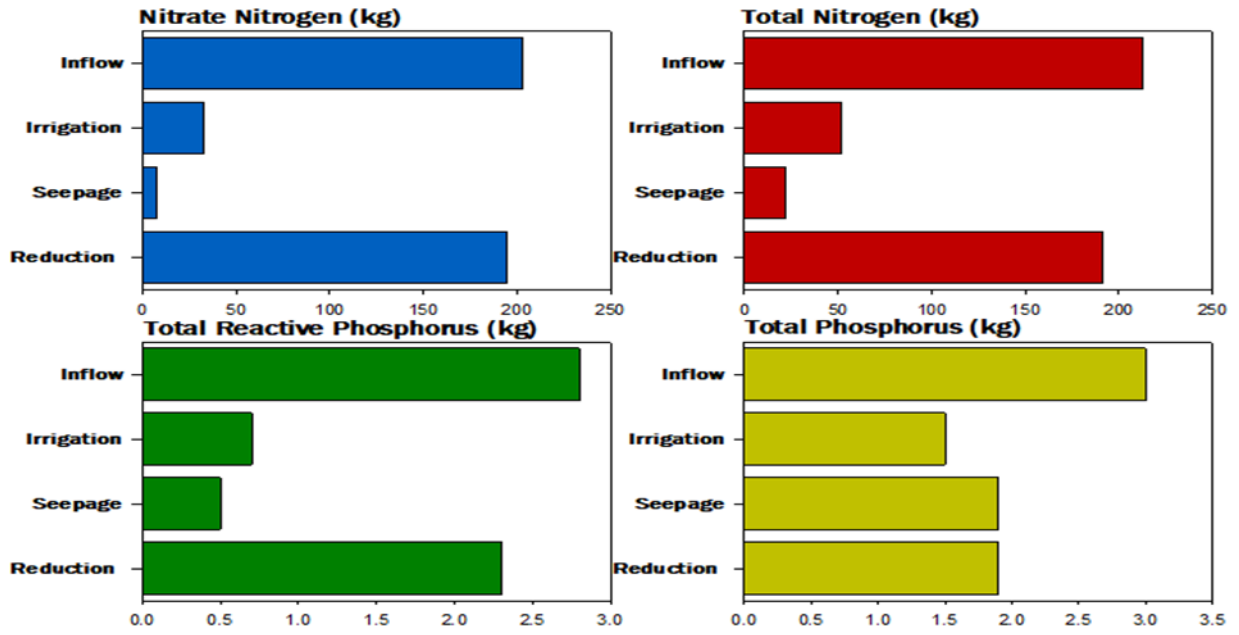 Nitrate Nitrogen (kg)
Inflow
Irrigation
Seepage
Reduction
0 50 100 150 200 250
Total Nitrogen (kg)
Inflow
Irrigation
Seepage
Reduction
0 50 100 150 200 250
Total Reactive Phosphorus (kg)
Inflow
Irrigation
Seepage
Reduction
0.0 0.5 1.0 1.5 2.0 2.5 3.0
Total Phosphorus (kg)
Inflow
Irrigation
Seepage
Reduction
0.0 0.5 1.0 1.5 2.0 2.5 3.0 3.5